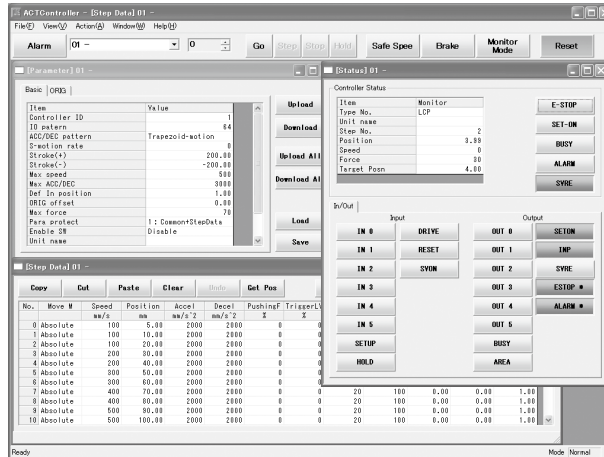 ACTController - [Step Data] 01 -
File(F) View(V) Action(A) Window(W) Help(H)
Alarm 01 - 0 Go Step Stop Hold Safe Spee Brake Monitor Mode Reset
[Parameter] 01 -
Basic ORIG
Item Value
Controller ID 1
IO patern 64
ACC/DEC pattern Trapezoid-motion
S-motion rate 0
Stroke(+) 200.00
Stroke(-) -200.00
Max speed 500
Max ACC/DEC 3000
Def In position 1.00
ORIG offset 0.00
Max force 70
Para protect 1 : Common+StepData
Enable SW Disable
Unit name
Upload
Download
Upload All
Download Al
Load
Save
[Status] 01 -
Controller Status
Item Monitor
Type No. LCP
Unit name
Step No. 2
Position 3.99
Speed 0
Force 30
Target Posn 4.00
E-STOP
SET-ON
BUSY
ALARM
SVRE
In/Out
Input Output
IN 0 DRIVE OUT 0 SETON
IN 1 RESET OUT 1 INP
IN 2 SVON OUT 2 SVRE
IN 3 OUT 3 ESTOP *
IN 4 OUT 4 ALARM *
IN 5 OUT 5
SETUP BUSY
HOLD AREA
[Step Data] 01 -
Copy Cut Paste Clear Undo Get Pos
No. Move M Speed Position Accel Decel PushingF TriggerLV
mm/s mm mm/s^2 mm/s^2 % %
0 Absolute 100 5.00 2000 2000 0 0
1 Absolute 100 10.00 2000 2000 0 0
2 Absolute 100 20.00 2000 2000 0 0
3 Absolute 200 30.00 2000 2000 0 0
4 Absolute 200 40.00 2000 2000 0 0
5 Absolute 300 50.00 2000 2000 0 0
6 Absolute 300 60.00 2000 2000 0 0
7 Absolute 400 70.00 2000 2000 0 0 20 100 0.00 0.00 1.00
8 Absolute 400 80.00 2000 2000 0 0 20 100 0.00 0.00 1.00
9 Absolute 500 90.00 2000 2000 0 0 20 100 0.00 0.00 1.00
10 Absolute 500 100.00 2000 2000 0 0 20 100 0.00 0.00 1.00
Ready Mode Normal